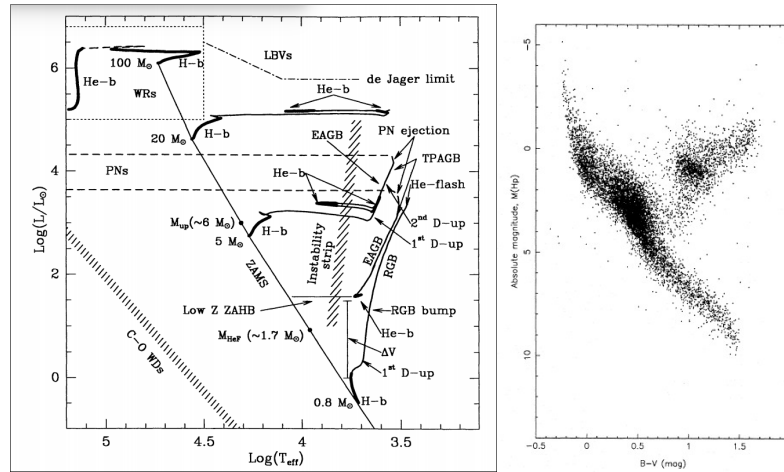 LBVs
100 M☉
H-b
de Jager limit
He-b
WRs
He-b
H-b
EAGB
PN ejection
20 M☉
TPAGB
PNs
He-b
He-flash
2nd D-up
Mup(~6 M☉)
H-b
1st D-up
5 M☉
Instability
strip
EAGB
RGB
ZAMS
Low Z ZAHB
RGB bump
He-b
MHeF (~1.7 M☉)
ΔV
C-O WDs
1st D-up
0.8 M☉
H-b
6
4
2
0
Log(L/L☉)
5
4.5
4
3.5
Log(Teff)
-5
0
5
10
Absolute magnitude, M(Hp)
-0.5
0
0.5
1
1.5
B-V (mag)